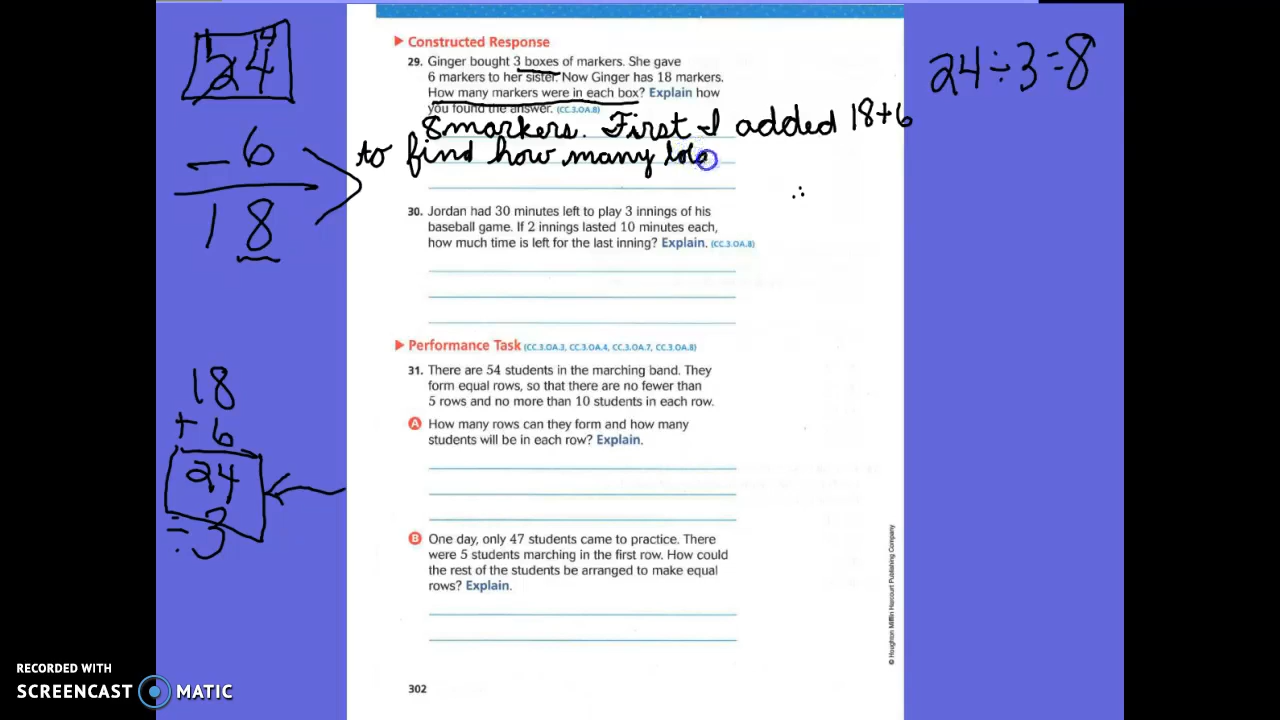 24
- 6
18
18
+ 6
24
÷3
24÷3=8
Constructed Response
29. Ginger bought 3 boxes of markers. She gave
6 markers to her sister. Now Ginger has 18 markers.
How many markers were in each box? Explain how
you found the answer. (CC.3.OA.8)
8 markers. First I added 18+6
to find how many
30. Jordan had 30 minutes left to play 3 innings of his
baseball game. If 2 innings lasted 10 minutes each,
how much time is left for the last inning? Explain. (CC.3.OA.8)
Performance Task (CC.3.OA.3, CC.3.OA.4, CC.3.OA.7, CC.3.OA.8)
31. There are 54 students in the marching band. They
form equal rows, so that there are no fewer than
5 rows and no more than 10 students in each row.
A How many rows can they form and how many
students will be in each row? Explain.
B One day, only 47 students came to practice. There
were 5 students marching in the first row. How could
the rest of the students be arranged to make equal
rows? Explain.
© Houghton Mifflin Harcourt Publishing Company
302
RECORDED WITH
SCREENCAST MATIC